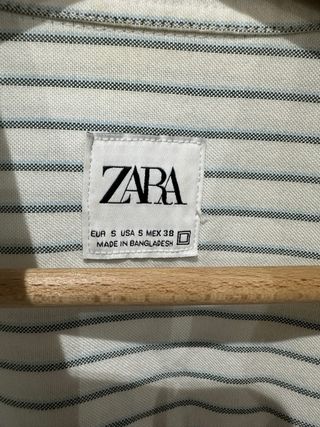 ZARA
EUR S USA S MEX 38
MADE IN BANGLADESH